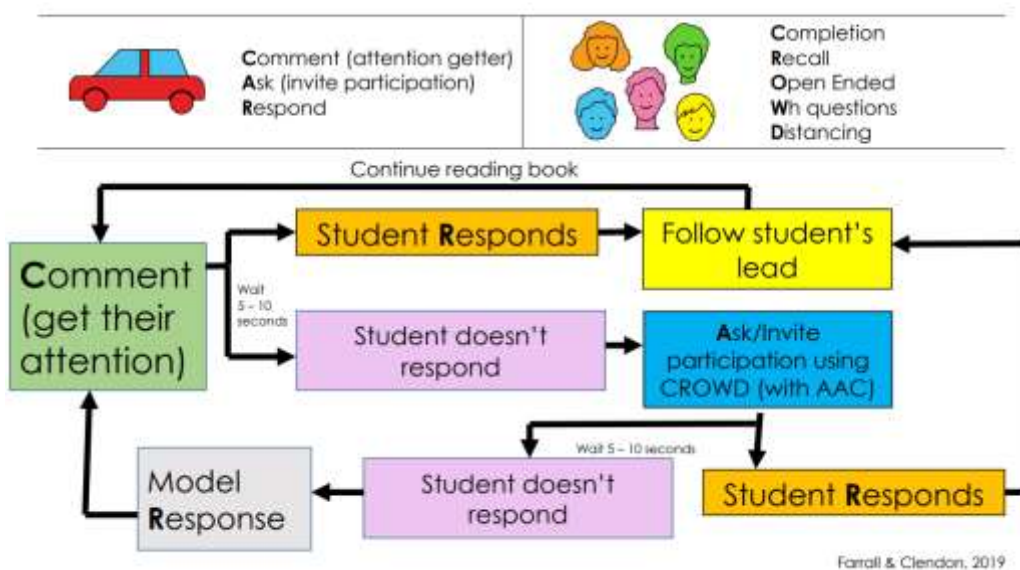 Comment (attention getter)
Ask (invite participation)
Respond
Completion
Recall
Open Ended
Wh questions
Distancing
Continue reading book
Comment
(get their
attention)
Wait
5 – 10
seconds
Student Responds
Follow student's
lead
Student doesn't
respond
Ask/Invite
participation using
CROWD (with AAC)
Wait 5 – 10 seconds
Model
Response
Student doesn't
respond
Student Responds
Farrall & Clendon, 2019